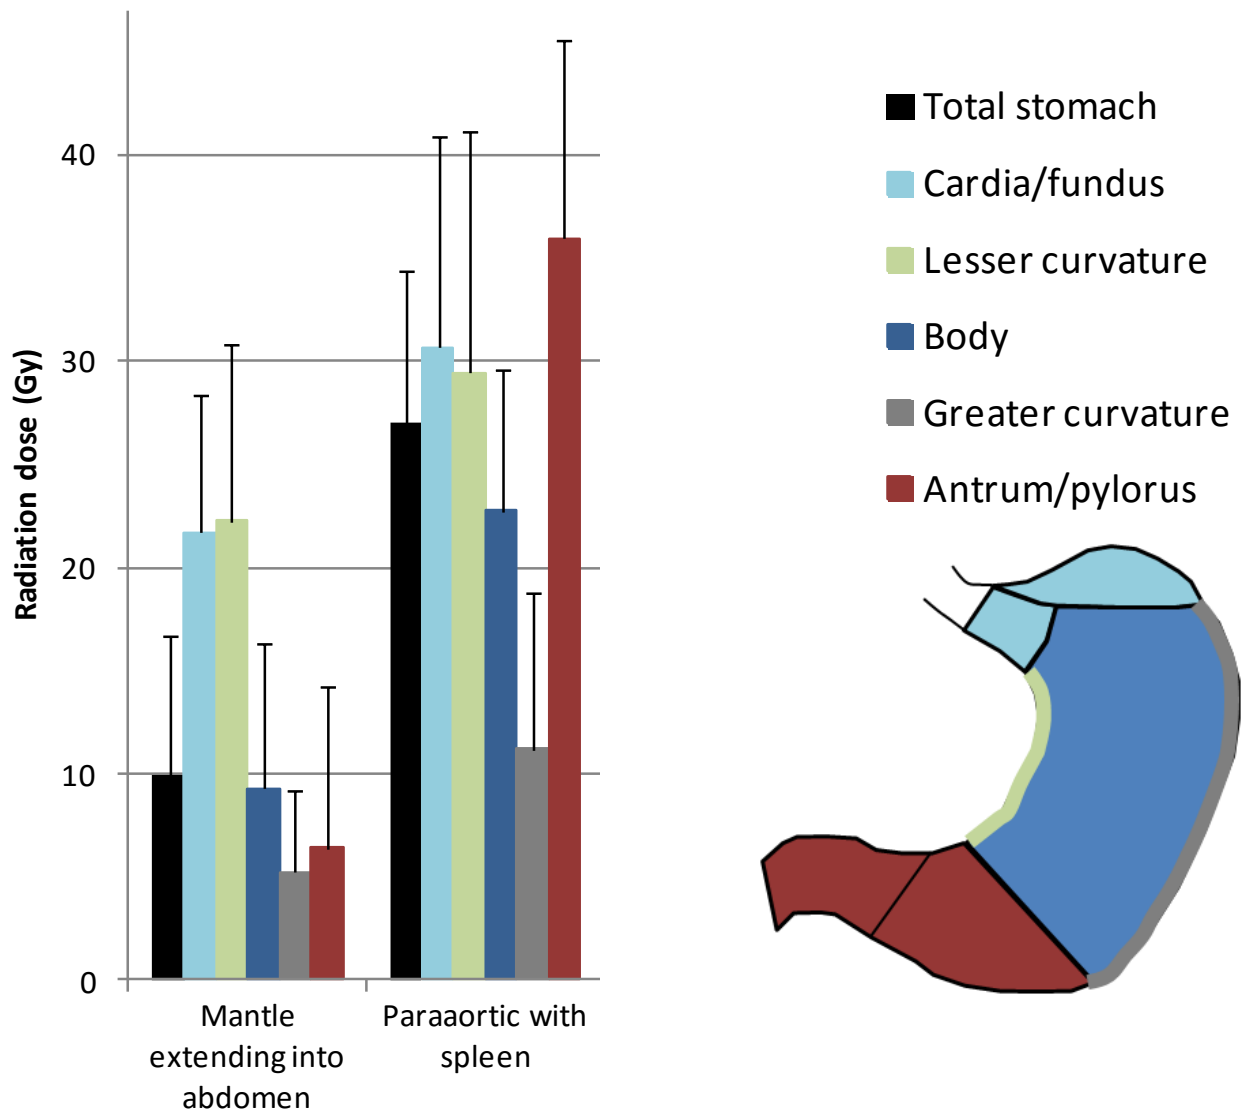 Radiation dose (Gy)
40
30
20
10
0
Mantle
extending into
abdomen
Paraaortic with
spleen
Total stomach
Cardia/fundus
Lesser curvature
Body
Greater curvature
Antrum/pylorus